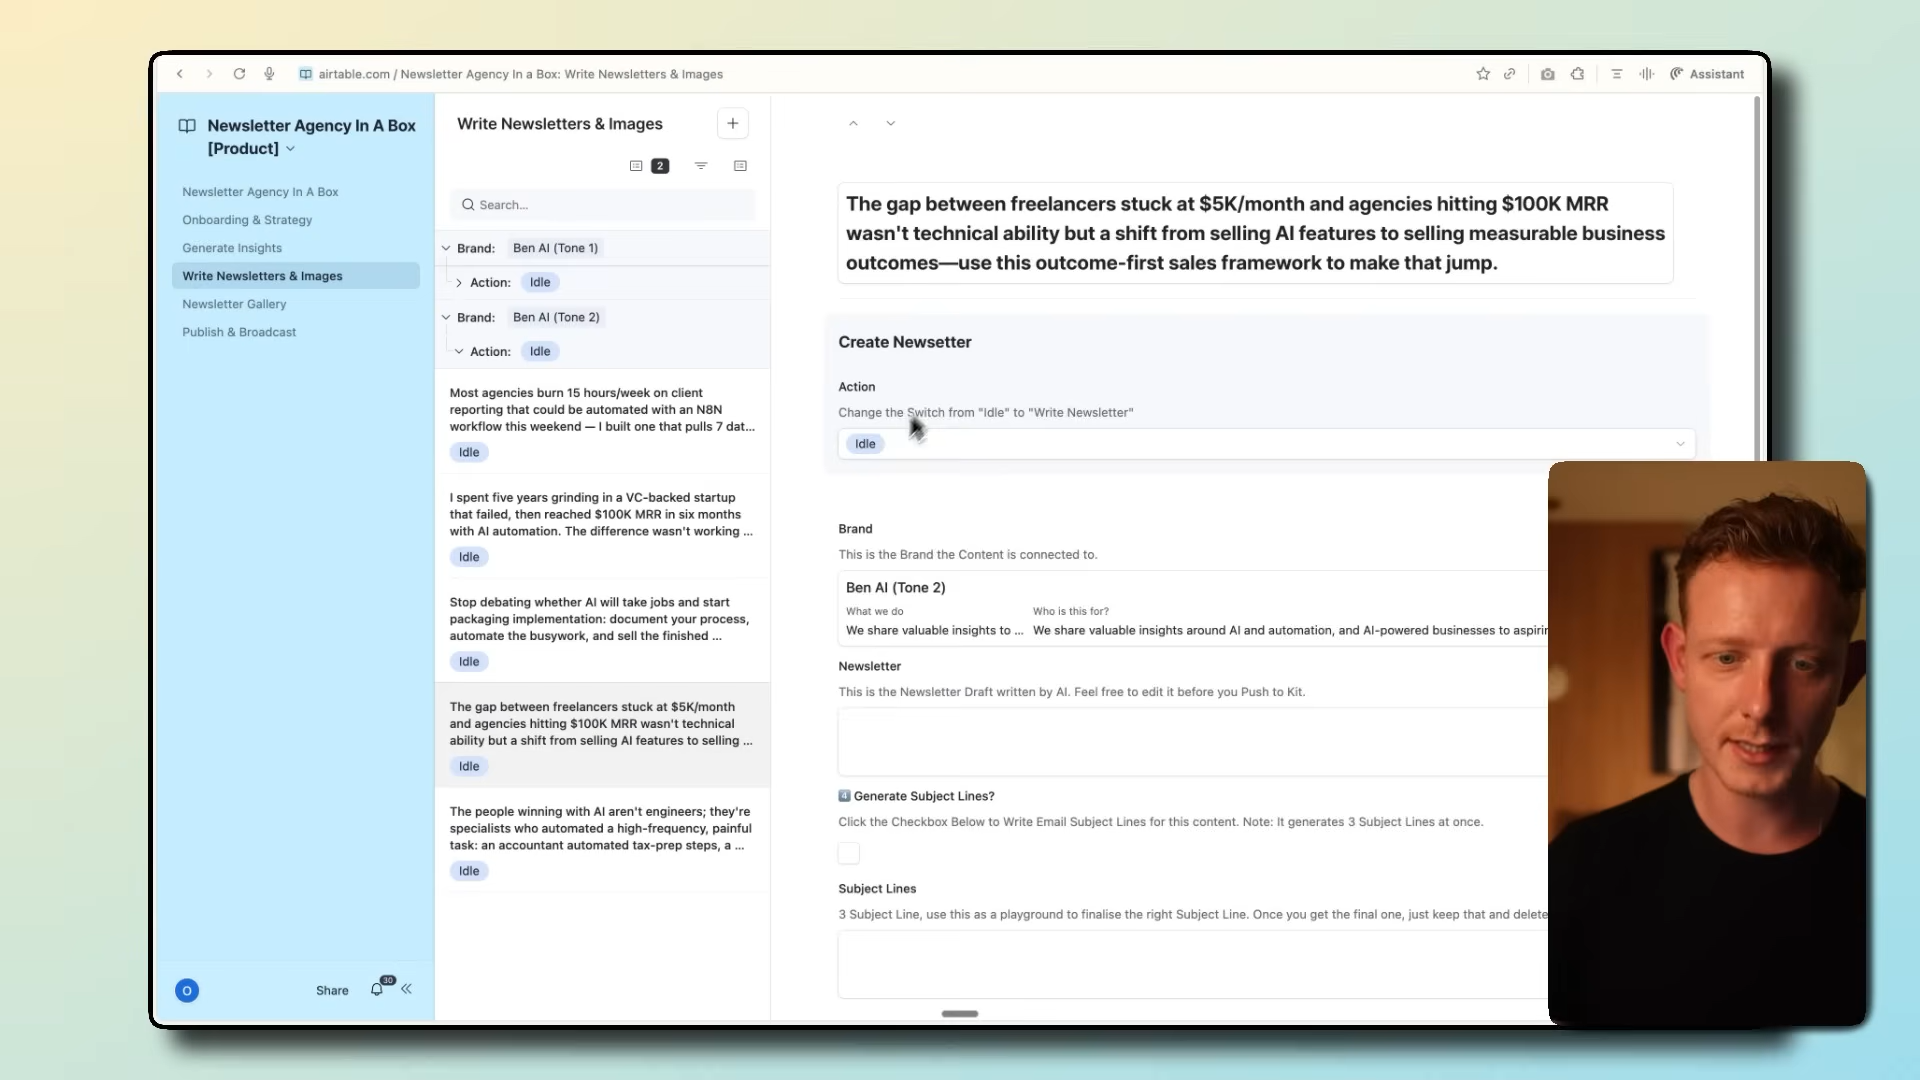 airtable.com / Newsletter Agency In a Box: Write Newsletters & Images
Assistant
Newsletter Agency In A Box
[Product]
Newsletter Agency In A Box
Onboarding & Strategy
Generate Insights
Write Newsletters & Images
Newsletter Gallery
Publish & Broadcast
O
Share
30
Write Newsletters & Images
2
Search...
Brand: Ben AI (Tone 1)
Action: Idle
Brand: Ben AI (Tone 2)
Action: Idle
Most agencies burn 15 hours/week on client
reporting that could be automated with an N8N
workflow this weekend — I built one that pulls 7 dat...
Idle
I spent five years grinding in a VC-backed startup
that failed, then reached $100K MRR in six months
with AI automation. The difference wasn't working ...
Idle
Stop debating whether AI will take jobs and start
packaging implementation: document your process,
automate the busywork, and sell the finished ...
Idle
The gap between freelancers stuck at $5K/month
and agencies hitting $100K MRR wasn't technical
ability but a shift from selling AI features to selling ...
Idle
The people winning with AI aren't engineers; they're
specialists who automated a high-frequency, painful
task: an accountant automated tax-prep steps, a ...
Idle
The gap between freelancers stuck at $5K/month and agencies hitting $100K MRR
wasn't technical ability but a shift from selling AI features to selling measurable business
outcomes—use this outcome-first sales framework to make that jump.
Create Newsetter
Action
Change the Switch from "Idle" to "Write Newsletter"
Idle
Brand
This is the Brand the Content is connected to.
Ben AI (Tone 2)
What we do Who is this for?
We share valuable insights to ... We share valuable insights around AI and automation, and AI-powered businesses to aspirin
Newsletter
This is the Newsletter Draft written by AI. Feel free to edit it before you Push to Kit.
4 Generate Subject Lines?
Click the Checkbox Below to Write Email Subject Lines for this content. Note: It generates 3 Subject Lines at once.
Subject Lines
3 Subject Line, use this as a playground to finalise the right Subject Line. Once you get the final one, just keep that and delete